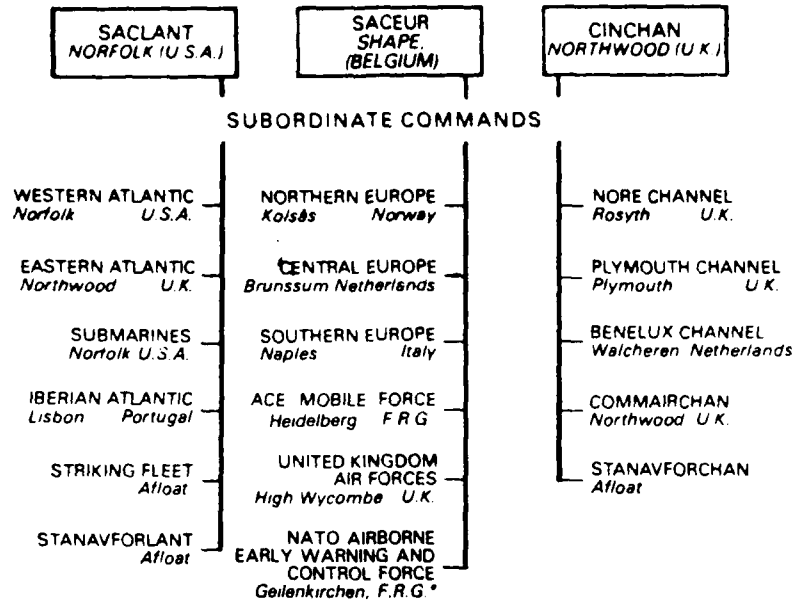 SACLANT
NORFOLK (U.S.A.)
SACEUR
SHAPE,
(BELGIUM)
CINCHAN
NORTHWOOD (U.K.)
SUBORDINATE COMMANDS
WESTERN ATLANTIC
Norfolk U.S.A.
EASTERN ATLANTIC
Northwood U.K.
SUBMARINES
Norfolk U.S.A.
IBERIAN ATLANTIC
Lisbon Portugal
STRIKING FLEET
Afloat
STANAVFORLANT
Afloat
NORTHERN EUROPE
Kolsås Norway
CENTRAL EUROPE
Brunssum Netherlands
SOUTHERN EUROPE
Naples Italy
ACE MOBILE FORCE
Heidelberg F.R.G
UNITED KINGDOM
AIR FORCES
High Wycombe U.K.
NATO AIRBORNE
EARLY WARNING AND
CONTROL FORCE
Geilenkirchen, F.R.G.*
NORE CHANNEL
Rosyth U.K.
PLYMOUTH CHANNEL
Plymouth U.K.
BENELUX CHANNEL
Walcheren Netherlands
COMMAIRCHAN
Northwood U.K.
STANAVFORCHAN
Afloat